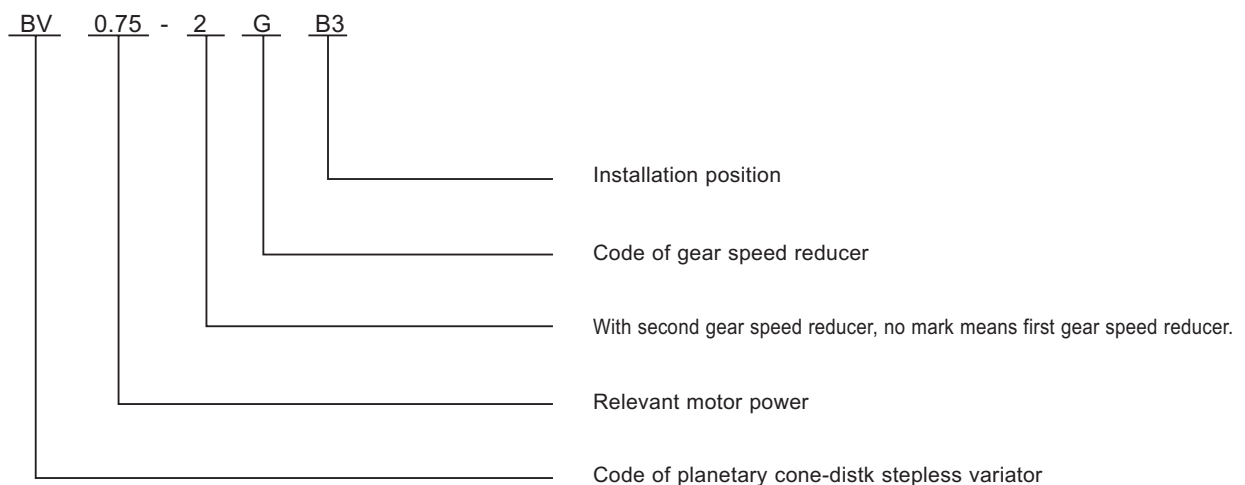 BV 0.75 - 2 G B3
Installation position
Code of gear speed reducer
With second gear speed reducer, no mark means first gear speed reducer.
Relevant motor power
Code of planetary cone-distk stepless variator